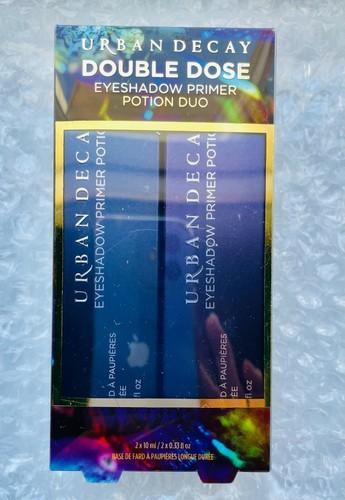 URBAN DECAY
DOUBLE DOSE
EYESHADOW PRIMER
POTION DUO
URBAN DECA
EYESHADOW PRIMER POTIO
D À PAUPIÈRES
ÉE
fl oz
URBAN DECA
EYESHADOW PRIMER POTIO
D À PAUPIÈRES
ÉE
fl oz
2 x 10 ml / 2 x 0.33 fl oz
BASE DE FARD À PAUPIÈRES LONGUE DURÉE